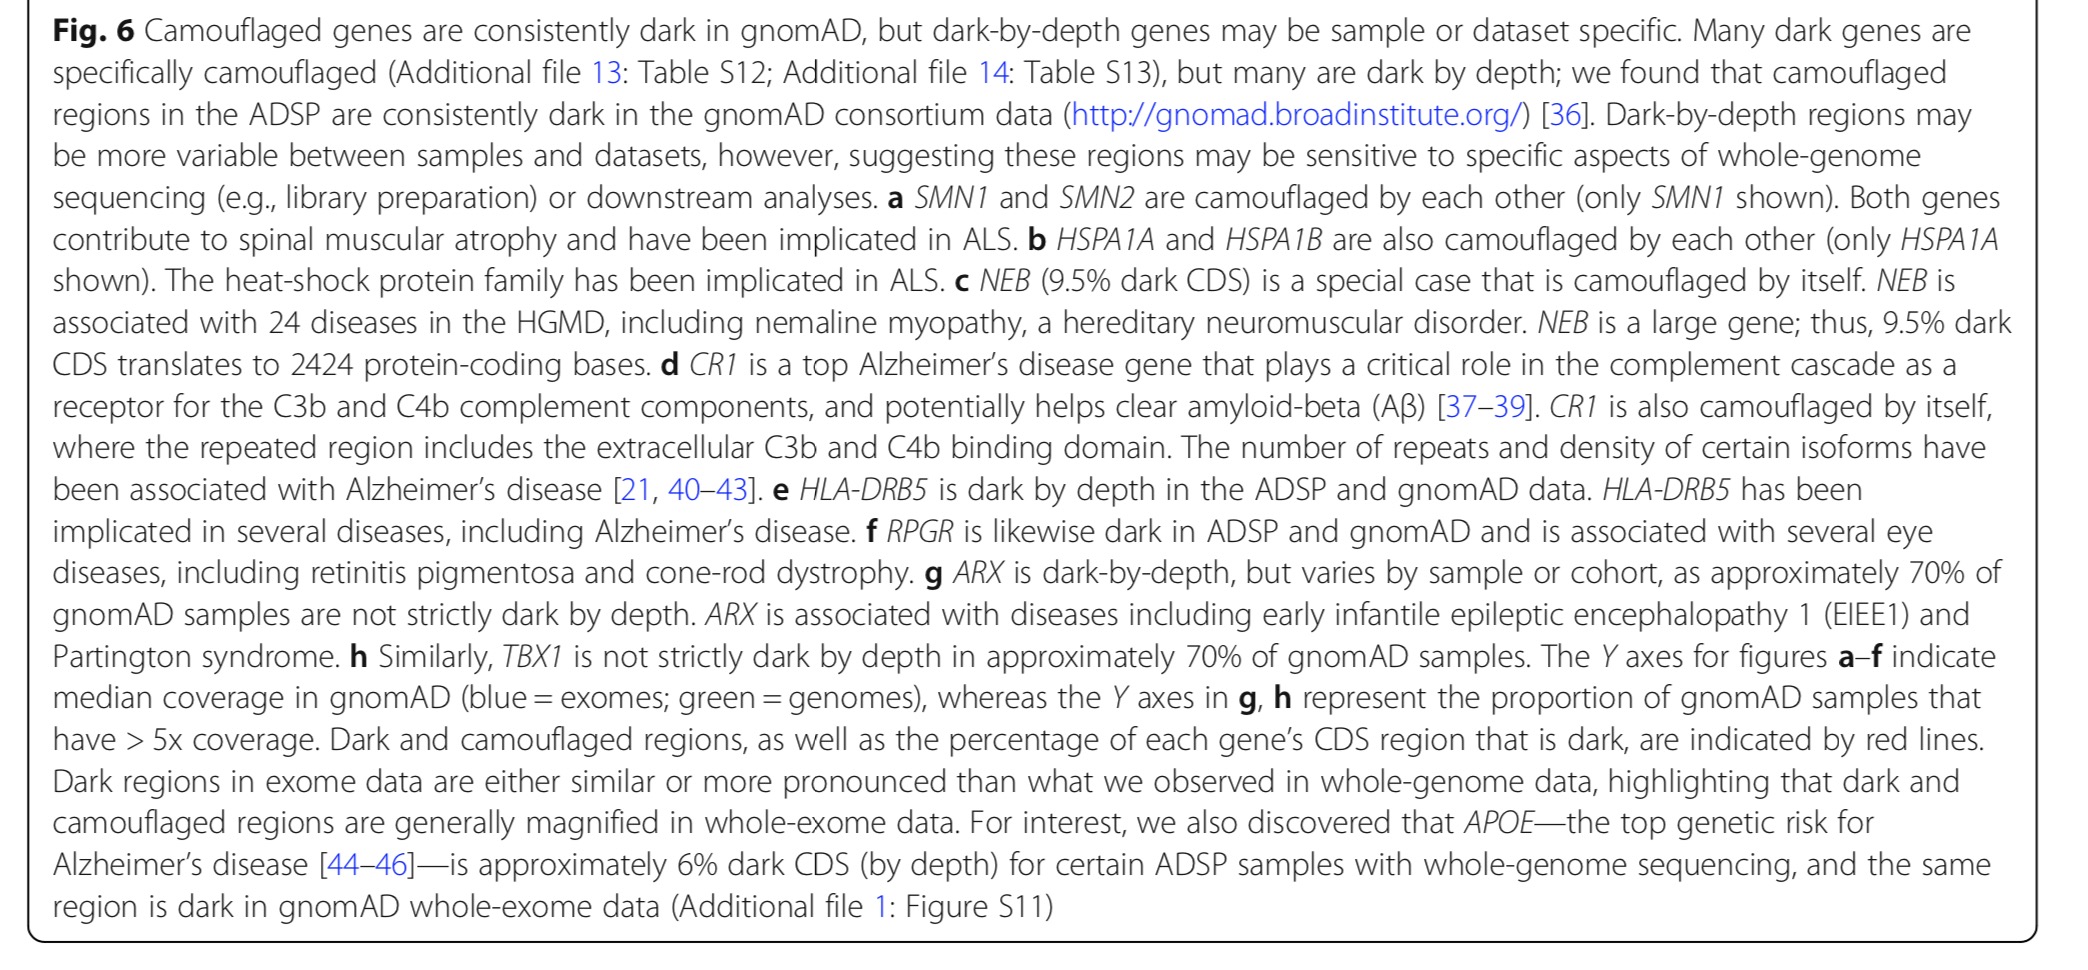 Fig. 6 Camouflaged genes are consistently dark in gnomAD, but dark-by-depth genes may be sample or dataset specific. Many dark genes are
specifically camouflaged (Additional file 13: Table S12; Additional file 14: Table S13), but many are dark by depth; we found that camouflaged
regions in the ADSP are consistently dark in the gnomAD consortium data (http://gnomad.broadinstitute.org/) [36]. Dark-by-depth regions may
be more variable between samples and datasets, however, suggesting these regions may be sensitive to specific aspects of whole-genome
sequencing (e.g., library preparation) or downstream analyses. a SMN1 and SMN2 are camouflaged by each other (only SMN1 shown). Both genes
contribute to spinal muscular atrophy and have been implicated in ALS. b HSPA1A and HSPA1B are also camouflaged by each other (only HSPA1A
shown). The heat-shock protein family has been implicated in ALS. c NEB (9.5% dark CDS) is a special case that is camouflaged by itself. NEB is
associated with 24 diseases in the HGMD, including nemaline myopathy, a hereditary neuromuscular disorder. NEB is a large gene; thus, 9.5% dark
CDS translates to 2424 protein-coding bases. d CR1 is a top Alzheimer's disease gene that plays a critical role in the complement cascade as a
receptor for the C3b and C4b complement components, and potentially helps clear amyloid-beta (Aβ) [37–39]. CR1 is also camouflaged by itself,
where the repeated region includes the extracellular C3b and C4b binding domain. The number of repeats and density of certain isoforms have
been associated with Alzheimer's disease [21, 40–43]. e HLA-DRB5 is dark by depth in the ADSP and gnomAD data. HLA-DRB5 has been
implicated in several diseases, including Alzheimer's disease. f RPGR is likewise dark in ADSP and gnomAD and is associated with several eye
diseases, including retinitis pigmentosa and cone-rod dystrophy. g ARX is dark-by-depth, but varies by sample or cohort, as approximately 70% of
gnomAD samples are not strictly dark by depth. ARX is associated with diseases including early infantile epileptic encephalopathy 1 (EIEE1) and
Partington syndrome. h Similarly, TBX1 is not strictly dark by depth in approximately 70% of gnomAD samples. The Y axes for figures a–f indicate
median coverage in gnomAD (blue = exomes; green = genomes), whereas the Y axes in g, h represent the proportion of gnomAD samples that
have > 5x coverage. Dark and camouflaged regions, as well as the percentage of each gene's CDS region that is dark, are indicated by red lines.
Dark regions in exome data are either similar or more pronounced than what we observed in whole-genome data, highlighting that dark and
camouflaged regions are generally magnified in whole-exome data. For interest, we also discovered that APOE—the top genetic risk for
Alzheimer's disease [44–46]—is approximately 6% dark CDS (by depth) for certain ADSP samples with whole-genome sequencing, and the same
region is dark in gnomAD whole-exome data (Additional file 1: Figure S11)